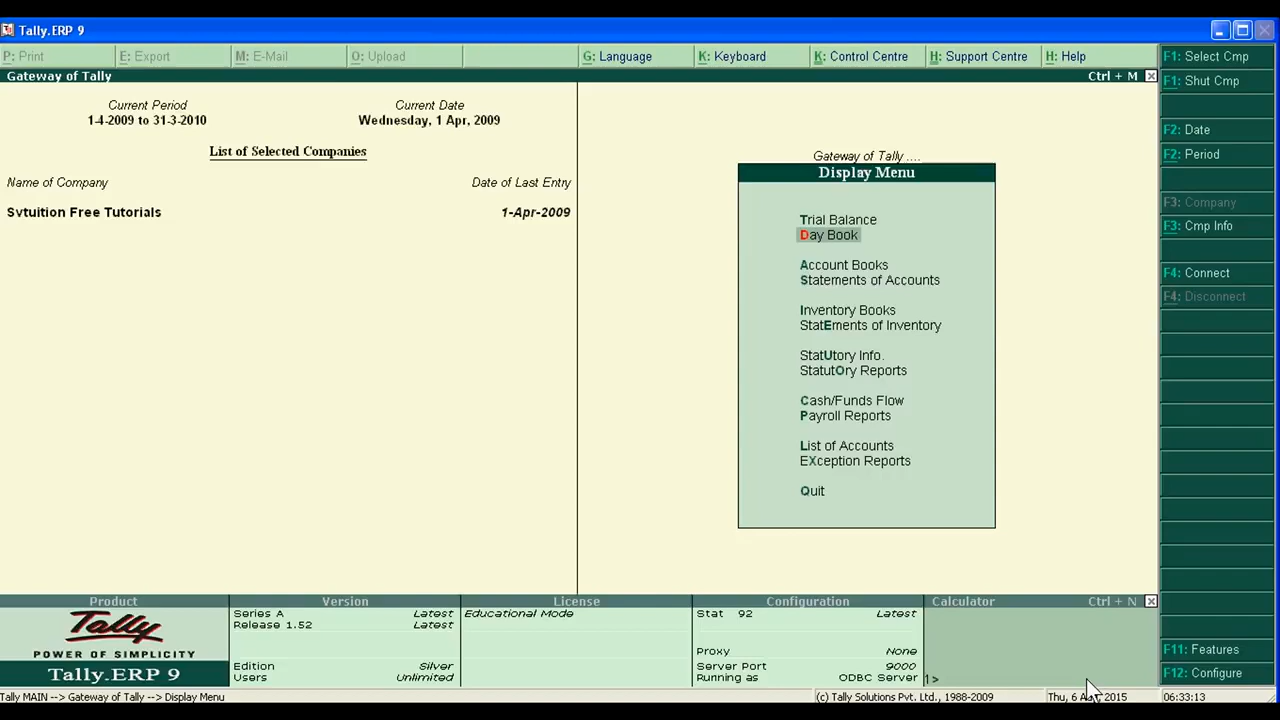 Tally.ERP 9
P: Print E: Export M: E-Mail O: Upload G: Language K: Keyboard K: Control Centre H: Support Centre H: Help
Gateway of Tally Ctrl + M
Current Period Current Date
1-4-2009 to 31-3-2010 Wednesday, 1 Apr, 2009
List of Selected Companies
Name of Company Date of Last Entry
Svtuition Free Tutorials 1-Apr-2009
Gateway of Tally ....
Display Menu
Trial Balance
Day Book
Account Books
Statements of Accounts
Inventory Books
StatEments of Inventory
StatUtory Info.
StatutOry Reports
Cash/Funds Flow
Payroll Reports
List of Accounts
EXception Reports
Quit
F1: Select Cmp
F1: Shut Cmp
F2: Date
F2: Period
F3: Company
F3: Cmp Info
F4: Connect
F4: Disconnect
F11: Features
F12: Configure
Product Version License Configuration Calculator Ctrl + N
Tally
POWER OF SIMPLICITY
Tally.ERP 9
Series A Latest
Release 1.52 Latest
Edition Silver
Users Unlimited
Educational Mode
Stat 92 Latest
Proxy None
Server Port 9000
Running as ODBC Server
1>
Tally MAIN --> Gateway of Tally --> Display Menu (c) Tally Solutions Pvt. Ltd., 1988-2009 Thu, 6 2015 06:33:13